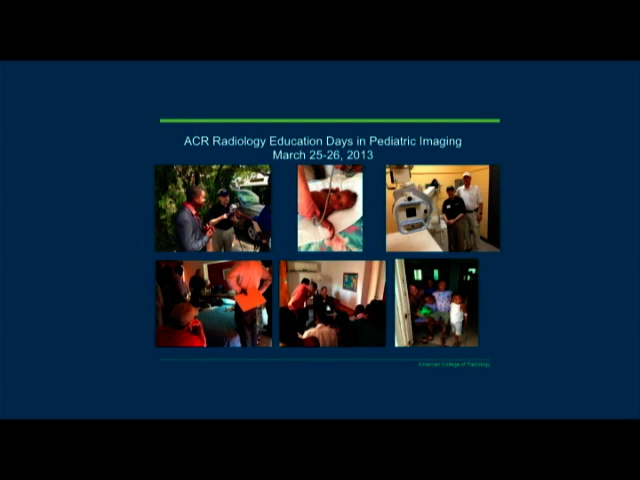 ACR Radiology Education Days in Pediatric Imaging
March 25-26, 2013
American College of Radiology